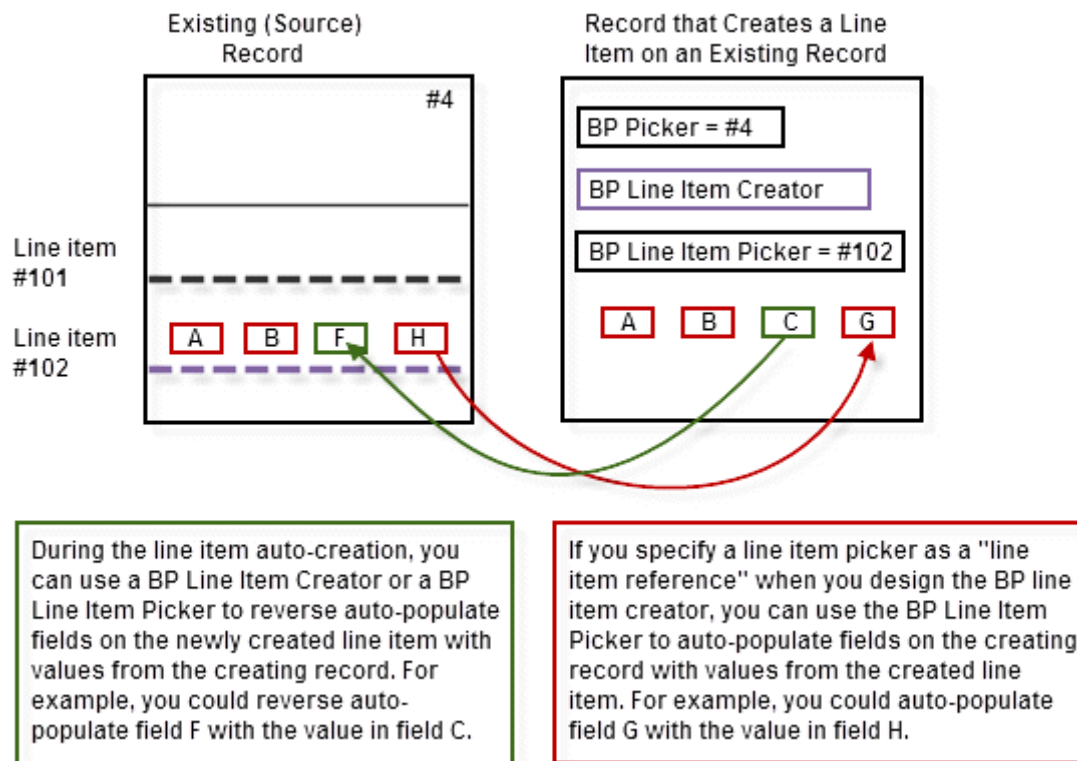 Existing (Source)
Record
Record that Creates a Line
Item on an Existing Record
#4
BP Picker = #4
BP Line Item Creator
BP Line Item Picker = #102
Line item
#101
Line item
#102
A B F H
A B C G
During the line item auto-creation, you
can use a BP Line Item Creator or a BP
Line Item Picker to reverse auto-populate
fields on the newly created line item with
values from the creating record. For
example, you could reverse auto-
populate field F with the value in field C.
If you specify a line item picker as a "line
item reference" when you design the BP line
item creator, you can use the BP Line Item
Picker to auto-populate fields on the creating
record with values from the created line
item. For example, you could auto-populate
field G with the value in field H.